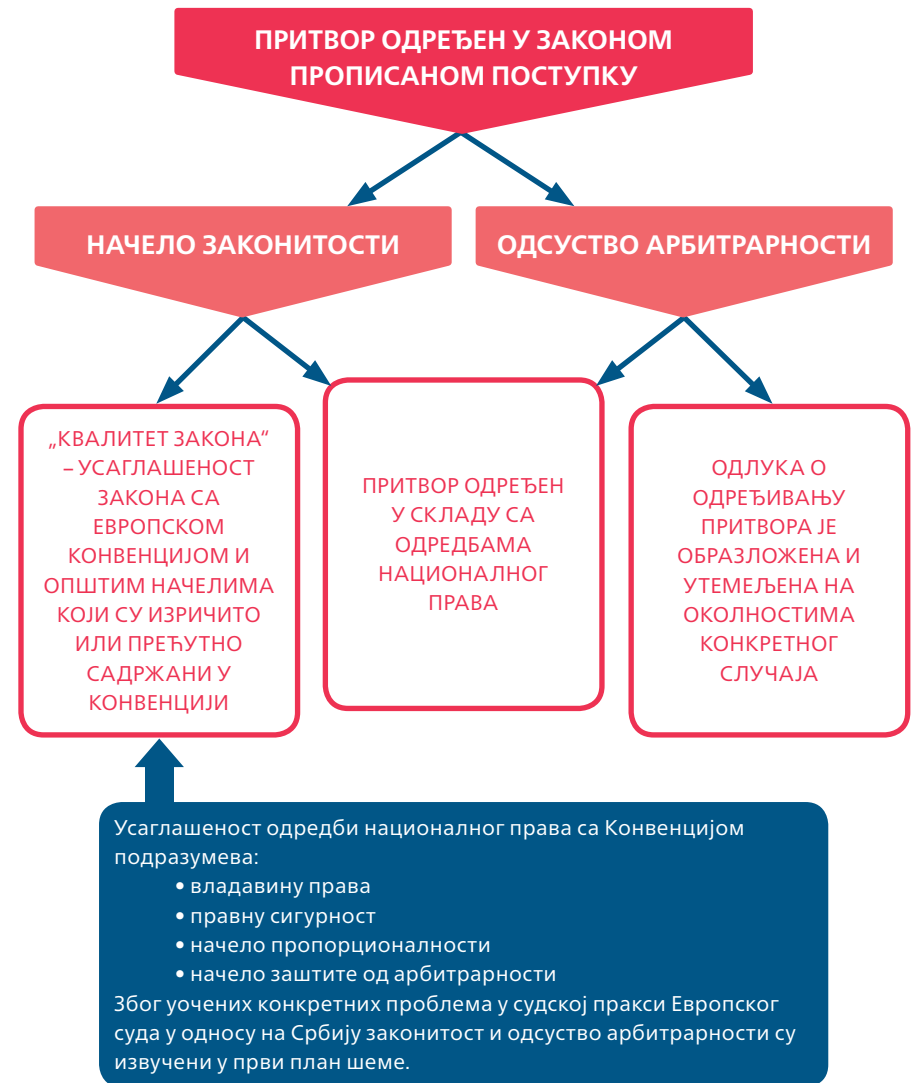 ПРИТВОР ОДРЕЂЕН У ЗАКОНОМ
ПРОПИСАНОМ ПОСТУПКУ
НАЧЕЛО ЗАКОНИТОСТИ
ОДСУСТВО АРБИТРАРНОСТИ
„КВАЛИТЕТ ЗАКОНА“
– УСАГЛАШЕНОСТ
ЗАКОНА СА
ЕВРОПСКОМ
КОНВЕНЦИЈОМ И
ОПШТИМ НАЧЕЛИМА
КОЈИ СУ ИЗРИЧИТО
ИЛИ ПРЕЋУТНО
САДРЖАНИ У
КОНВЕНЦИЈИ
ПРИТВОР ОДРЕЂЕН
У СКЛАДУ СА
ОДРЕДБАМА
НАЦИОНАЛНОГ
ПРАВА
ОДЛУКА О
ОДРЕЂИВАЊУ
ПРИТВОРА ЈЕ
ОБРАЗЛОЖЕНА И
УТЕМЕЉЕНА НА
ОКОЛНОСТИМА
КОНКРЕТНОГ
СЛУЧАЈА
Усаглашеност одредби националног права са Конвенцијом
подразумева:
• владавину права
• правну сигурност
• начело пропорционалности
• начело заштите од арбитрарности
Због уочених конкретних проблема у судској пракси Европског
суда у односу на Србију законитост и одсуство арбитрарности су
извучени у први план шеме.